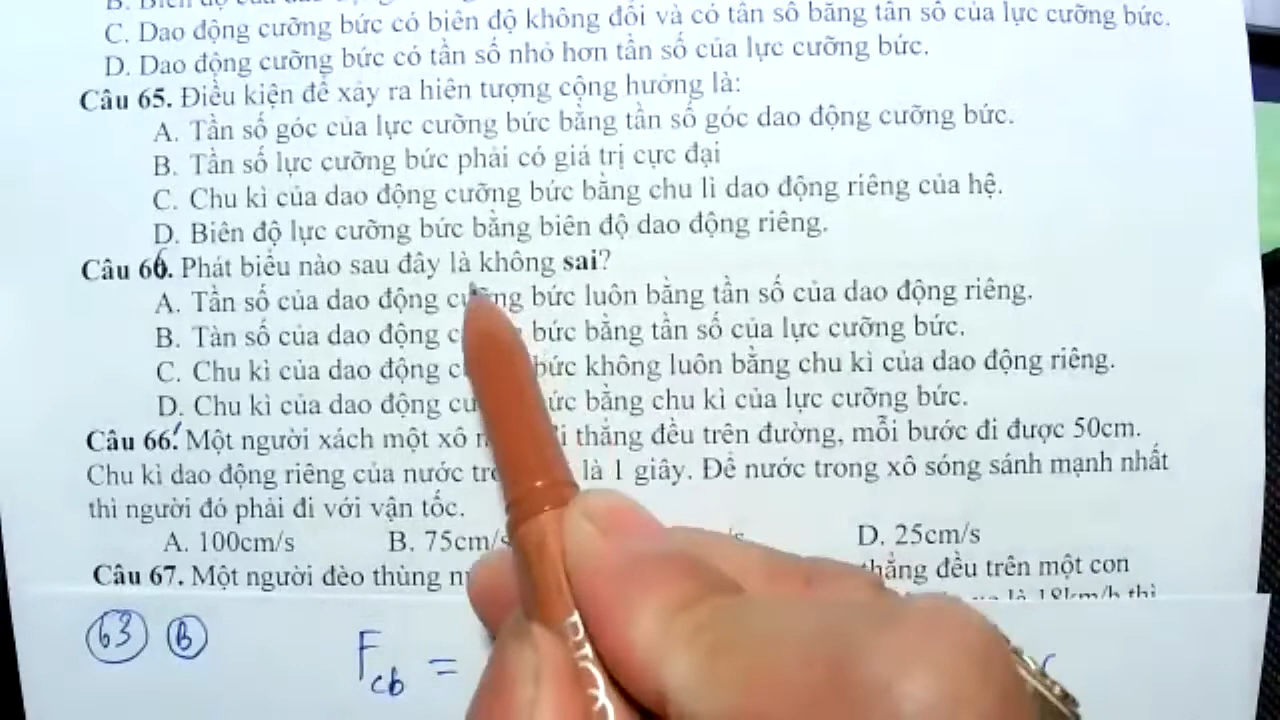 C. Dao động cưỡng bức có biên độ không đổi và có tần số bằng tần số của lực cưỡng bức.
D. Dao động cưỡng bức có tần số nhỏ hơn tần số của lực cưỡng bức.
Câu 65. Điều kiện để xảy ra hiện tượng cộng hưởng là:
A. Tần số góc của lực cưỡng bức bằng tần số góc dao động cưỡng bức.
B. Tần số lực cưỡng bức phải có giá trị cực đại
C. Chu kì của dao động cưỡng bức bằng chu li dao động riêng của hệ.
D. Biên độ lực cưỡng bức bằng biên độ dao động riêng.
Câu 66. Phát biểu nào sau đây là không sai?
A. Tần số của dao động bức luôn bằng tần số của dao động riêng.
B. Tàn số của dao động bức bằng tần số của lực cưỡng bức.
C. Chu kì của dao động bức không luôn bằng chu kì của dao động riêng.
D. Chu kì của dao động bằng chu kì của lực cưỡng bức.
Câu 66.' Một người xách một xô thẳng đều trên đường, mỗi bước đi được 50cm.
Chu kì dao động riêng của nước là 1 giây. Để nước trong xô sóng sánh mạnh nhất
thì người đó phải đi với vận tốc.
A. 100cm/s B. 75cm/s D. 25cm/s
Câu 67. Một người đèo thùng thẳng đều trên một con
là 18km/h thì
63 B
F cb =